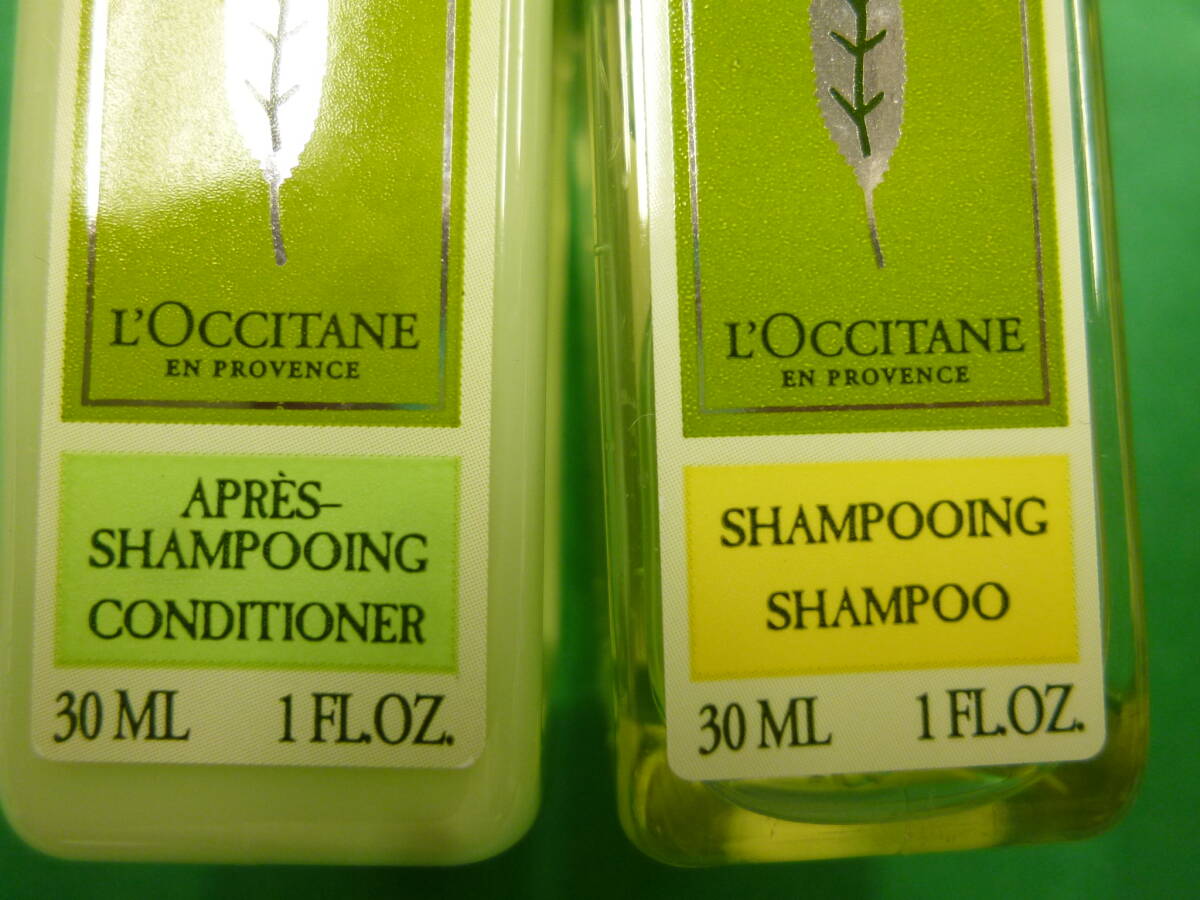 L'OCCITANE
EN PROVENCE
APRÈS-
SHAMPOOING
CONDITIONER
30 ML 1 FL.OZ.
L'OCCITANE
EN PROVENCE
SHAMPOOING
SHAMPOO
30 ML 1 FL.OZ.